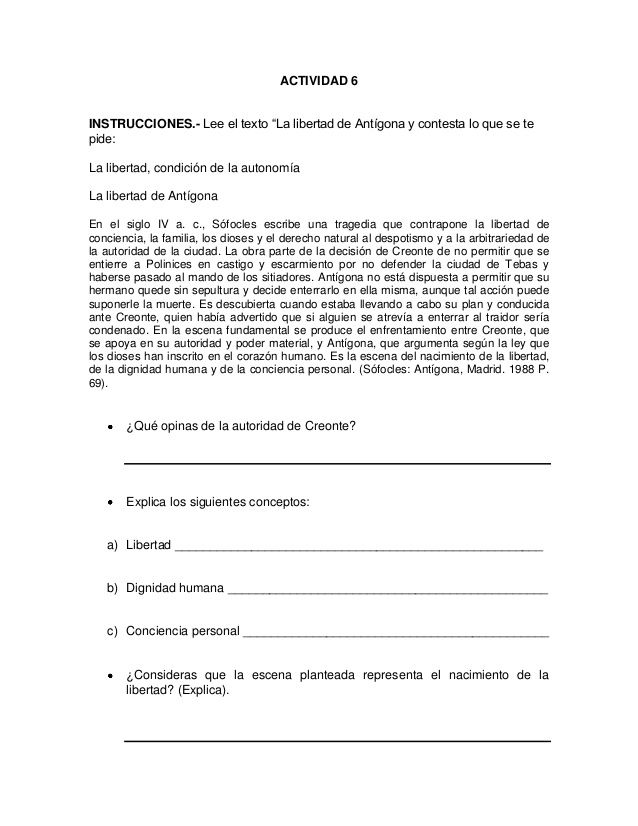 ACTIVIDAD 6
INSTRUCCIONES.- Lee el texto “La libertad de Antígona y contesta lo que se te
pide:
La libertad, condición de la autonomía
La libertad de Antígona
En el siglo IV a. c., Sófocles escribe una tragedia que contrapone la libertad de
conciencia, la familia, los dioses y el derecho natural al despotismo y a la arbitrariedad de
la autoridad de la ciudad. La obra parte de la decisión de Creonte de no permitir que se
entierre a Polinices en castigo y escarmiento por no defender la ciudad de Tebas y
haberse pasado al mando de los sitiadores. Antígona no está dispuesta a permitir que su
hermano quede sin sepultura y decide enterrarlo en ella misma, aunque tal acción puede
suponerle la muerte. Es descubierta cuando estaba llevando a cabo su plan y conducida
ante Creonte, quien había advertido que si alguien se atrevía a enterrar al traidor sería
condenado. En la escena fundamental se produce el enfrentamiento entre Creonte, que
se apoya en su autoridad y poder material, y Antígona, que argumenta según la ley que
los dioses han inscrito en el corazón humano. Es la escena del nacimiento de la libertad,
de la dignidad humana y de la conciencia personal. (Sófocles: Antígona, Madrid. 1988 P.
69).
• ¿Qué opinas de la autoridad de Creonte?
• Explica los siguientes conceptos:
a) Libertad ______________________________________________________
b) Dignidad humana _______________________________________________
c) Conciencia personal _____________________________________________
• ¿Consideras que la escena planteada representa el nacimiento de la
libertad? (Explica).